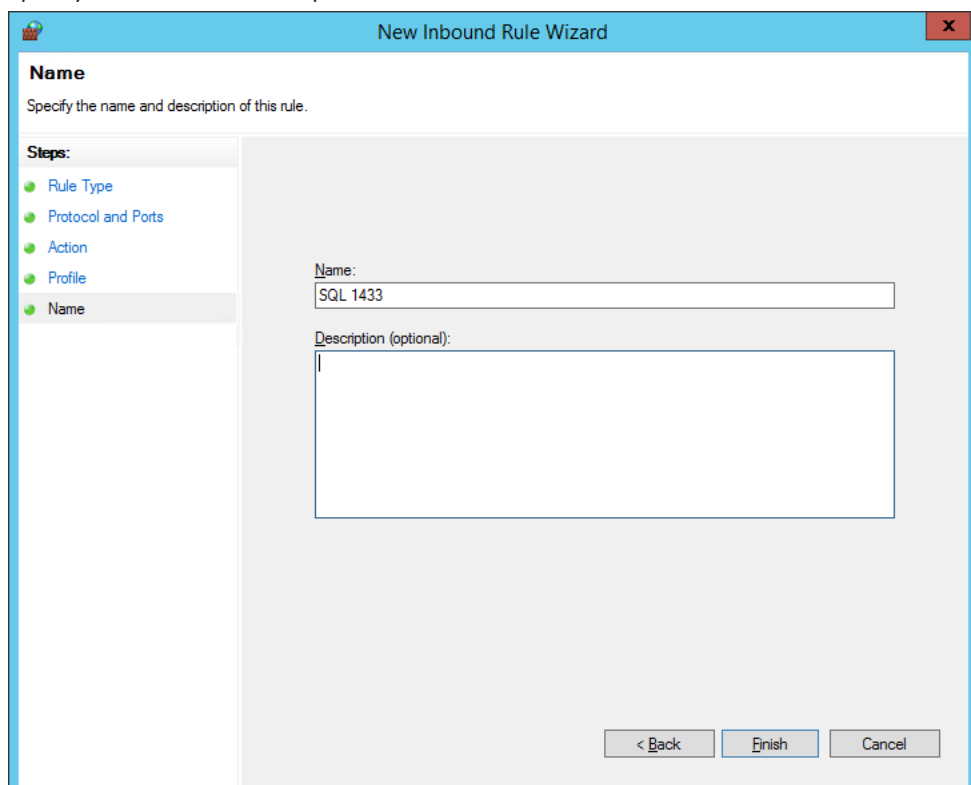 New Inbound Rule Wizard
x
Name
Specify the name and description of this rule.
Steps:
Rule Type
Protocol and Ports
Action
Profile
Name
Name:
SQL 1433
Description (optional):
< Back
Finish
Cancel